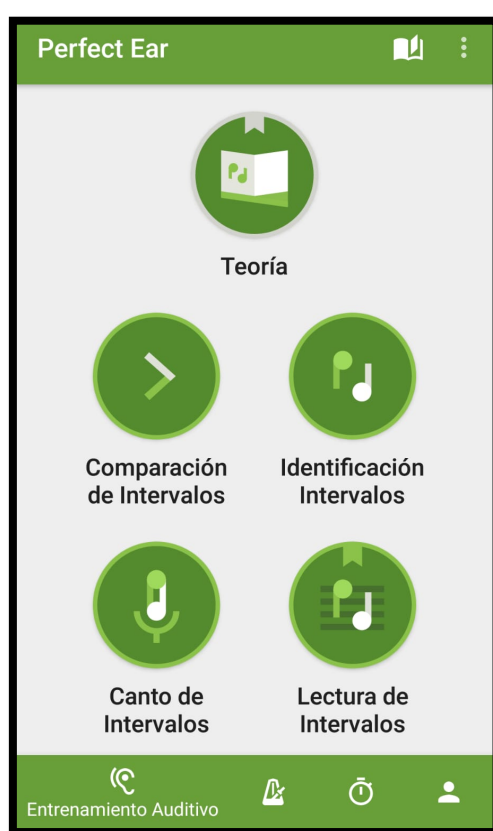 Perfect Ear
Teoría
Comparación
de Intervalos
Identificación
Intervalos
Canto de
Intervalos
Lectura de
Intervalos
Entrenamiento Auditivo